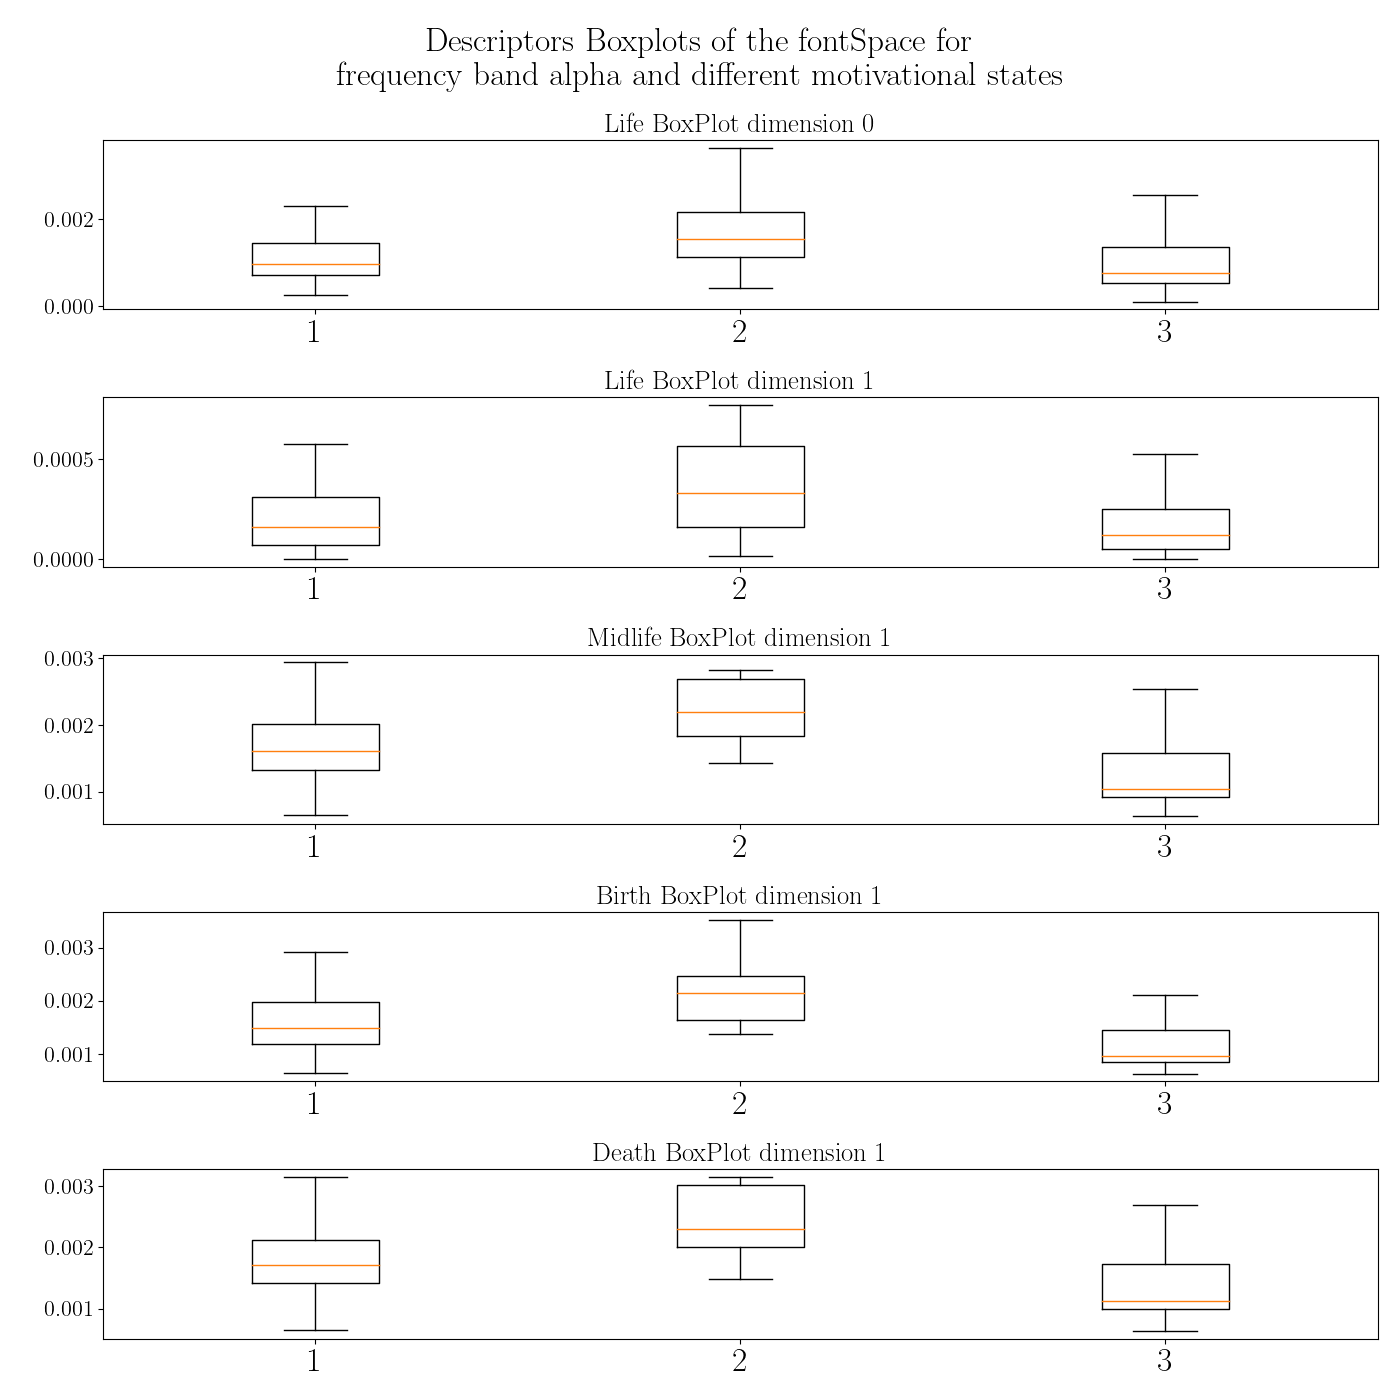 Descriptors Boxplots of the fontSpace for
frequency band alpha and different motivational states
Life BoxPlot dimension 0
0.002
0.000
1 2 3
Life BoxPlot dimension 1
0.0005
0.0000
1 2 3
Midlife BoxPlot dimension 1
0.003
0.002
0.001
1 2 3
Birth BoxPlot dimension 1
0.003
0.002
0.001
1 2 3
Death BoxPlot dimension 1
0.003
0.002
0.001
1 2 3